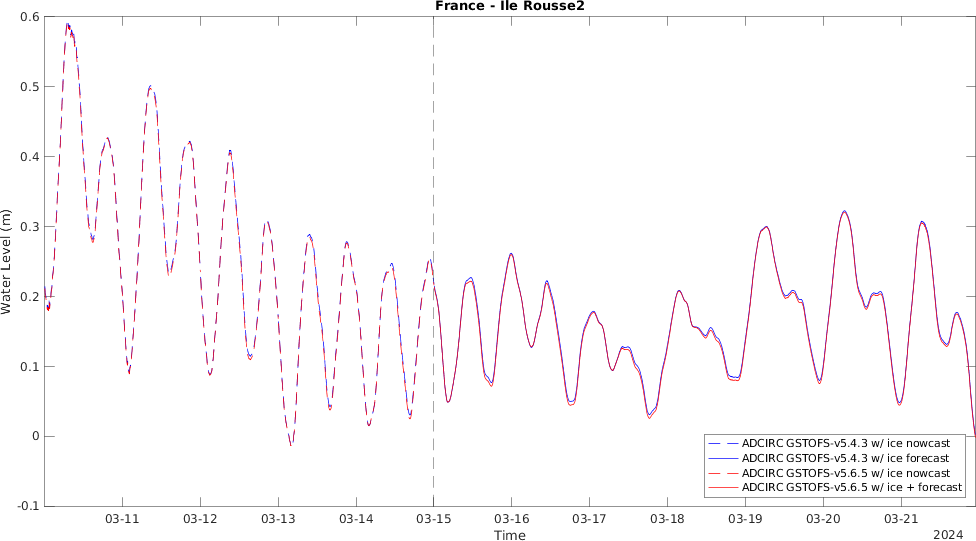 France - Ile Rousse2
0.6
0.5
0.4
0.3
0.2
0.1
0
-0.1
Water Level (m)
03-11 03-12 03-13 03-14 03-15 03-16 03-17 03-18 03-19 03-20 03-21
Time
2024
ADCIRC GSTOFS-v5.4.3 w/ ice nowcast
ADCIRC GSTOFS-v5.4.3 w/ ice forecast
ADCIRC GSTOFS-v5.6.5 w/ ice nowcast
ADCIRC GSTOFS-v5.6.5 w/ ice + forecast